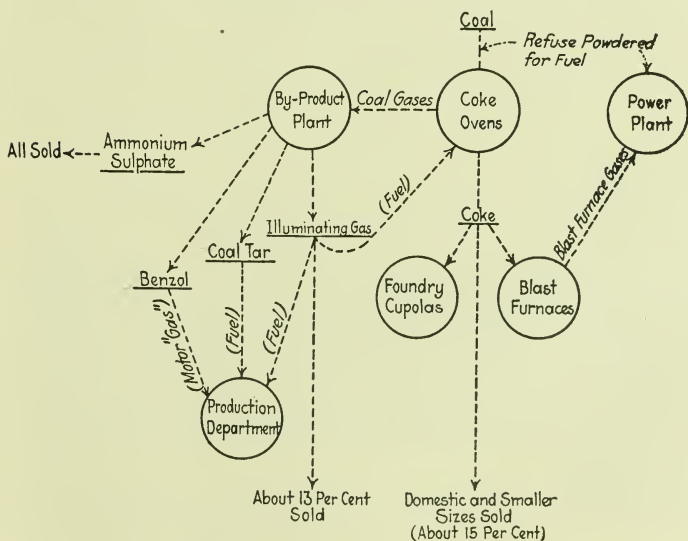 Coal
Refuse Powdered
for Fuel
By-Product
Plant
Coal Gases
Coke
Ovens
Power
Plant
All Sold
Ammonium
Sulphate
(Fuel)
Blast Furnace Gases
Illuminating Gas
Coke
Benzol
Coal Tar
Foundry
Cupolas
Blast
Furnaces
(Motor "Gas")
(Fuel)
(Fuel)
Production
Department
About 13 Per Cent
Sold
Domestic and Smaller
Sizes Sold
(About 15 Per Cent)